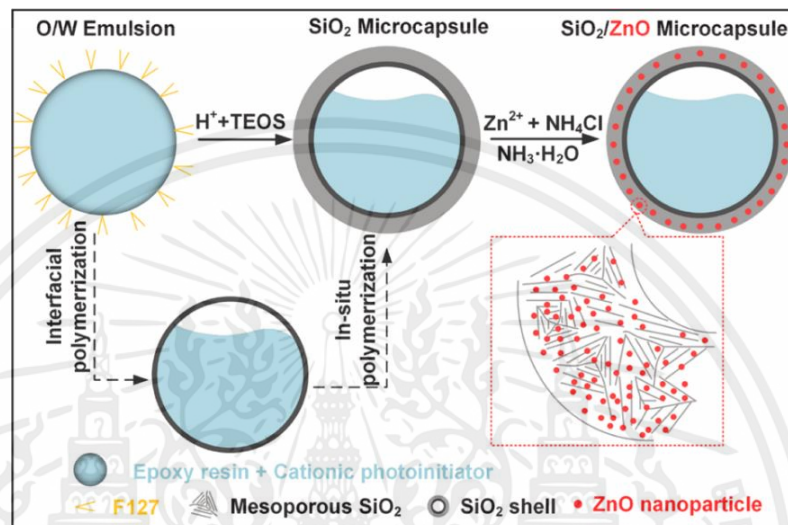 O/W Emulsion
SiO₂ Microcapsule
SiO₂/ZnO Microcapsule
H⁺+TEOS
Zn²⁺ + NH₄Cl
NH₃·H₂O
Interfacial
polymerrization
In-situ
polymerrization
Epoxy resin + Cationic photoinitiator
F127
Mesoporous SiO₂
SiO₂ shell
ZnO nanoparticle